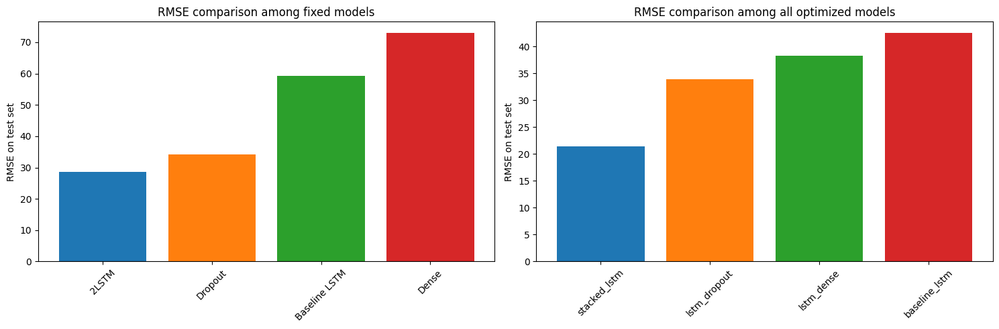 RMSE comparison among fixed models
RMSE on test set
70
60
50
40
30
20
10
0
2LSTM
Dropout
Baseline LSTM
Dense
RMSE comparison among all optimized models
RMSE on test set
40
35
30
25
20
15
10
5
0
stacked_lstm
lstm_dropout
lstm_dense
baseline_lstm